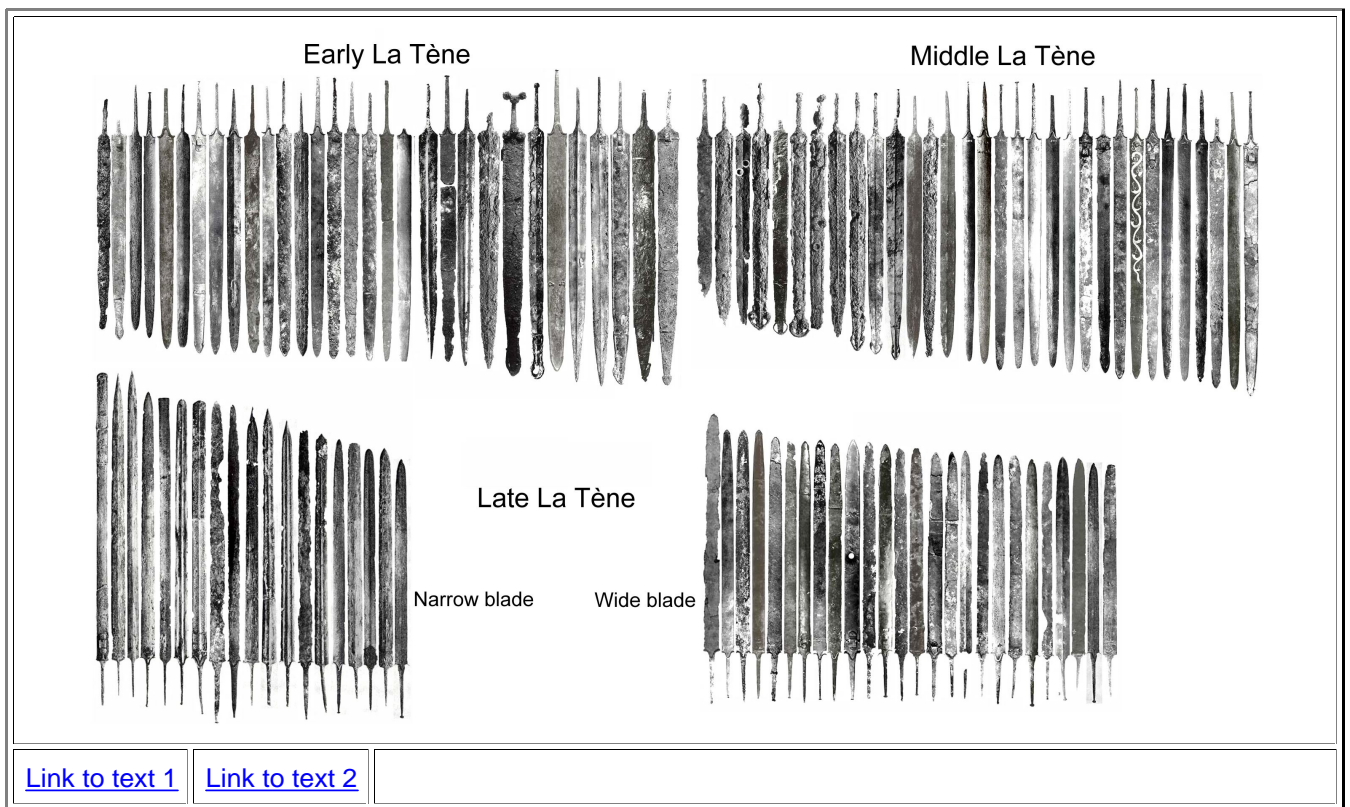 Early La Tène
Middle La Tène
Late La Tène
Narrow blade
Wide blade
Link to text 1
Link to text 2